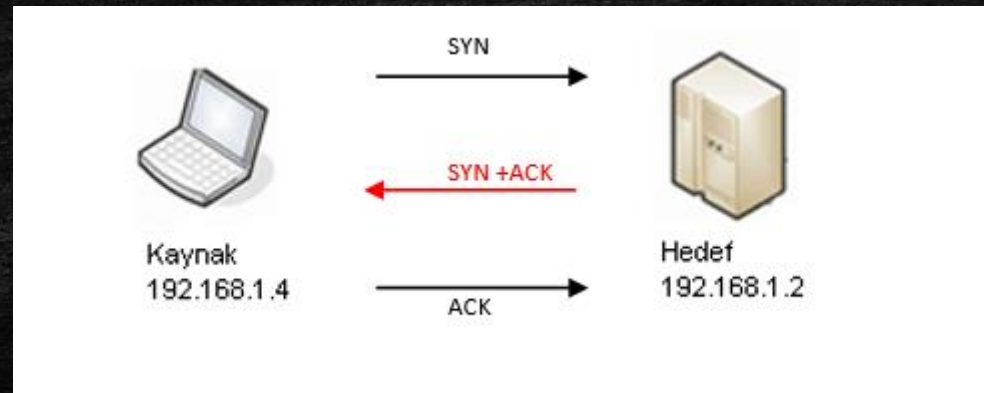 SYN
SYN +ACK
Kaynak
192.168.1.4
Hedef
192.168.1.2
ACK